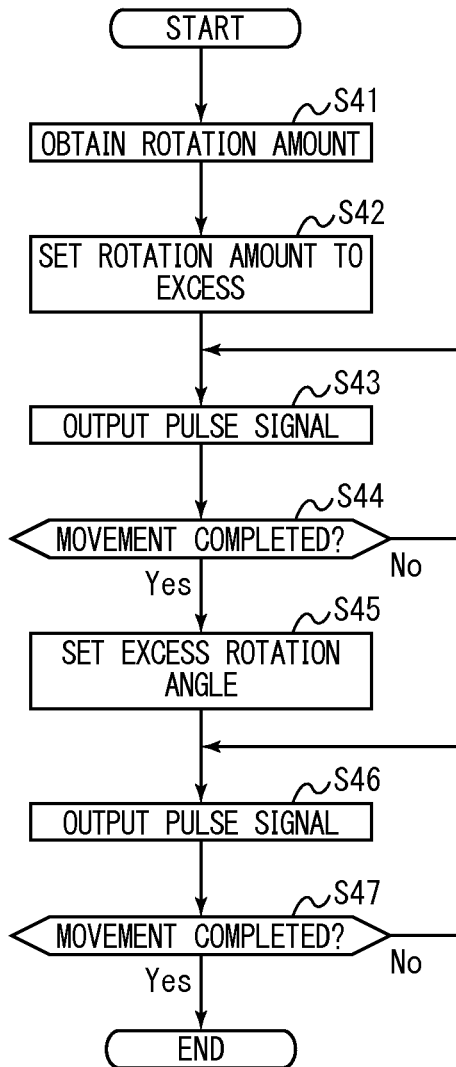 START
S41
OBTAIN ROTATION AMOUNT
S42
SET ROTATION AMOUNT TO
EXCESS
S43
OUTPUT PULSE SIGNAL
S44
MOVEMENT COMPLETED?
No
Yes
S45
SET EXCESS ROTATION
ANGLE
S46
OUTPUT PULSE SIGNAL
S47
MOVEMENT COMPLETED?
No
Yes
END